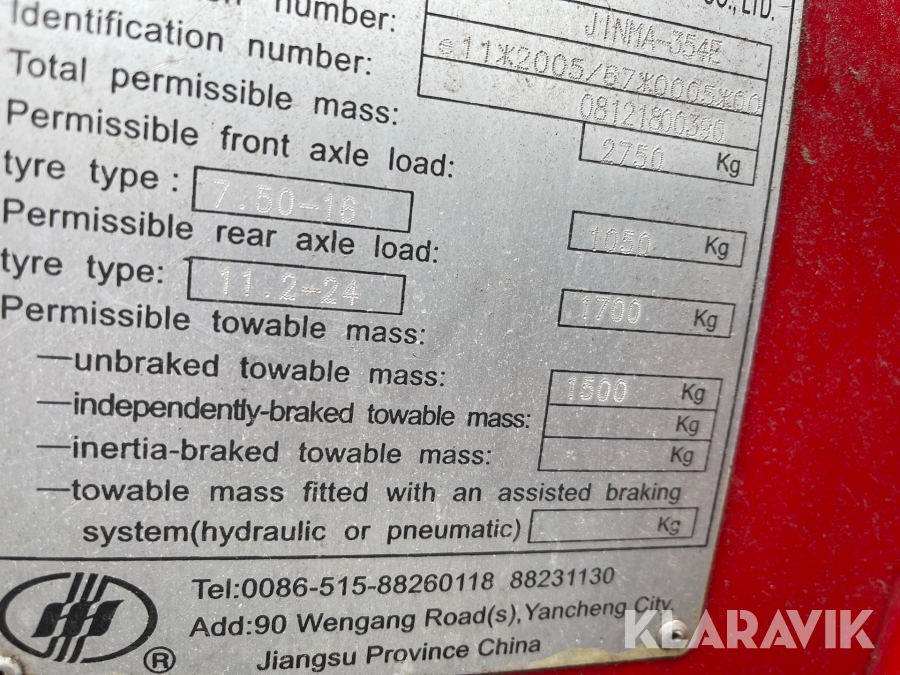 CO., LTD.
number: JINMA-354E
Identification number: e11*2005/67*0005*00
Total permissible mass: 08121800390
Permissible front axle load: 2750 Kg
tyre type: 7.50-16
Permissible rear axle load: 1050 Kg
tyre type: 11.2-24
Permissible towable mass: 1700 Kg
—unbraked towable mass: 1500 Kg
—independently-braked towable mass: Kg
—inertia-braked towable mass: Kg
—towable mass fitted with an assisted braking
system(hydraulic or pneumatic) Kg
Tel:0086-515-88260118 88231130
Add:90 Wengang Road(s), Yancheng City,
Jiangsu Province China
®
KLARAVIK